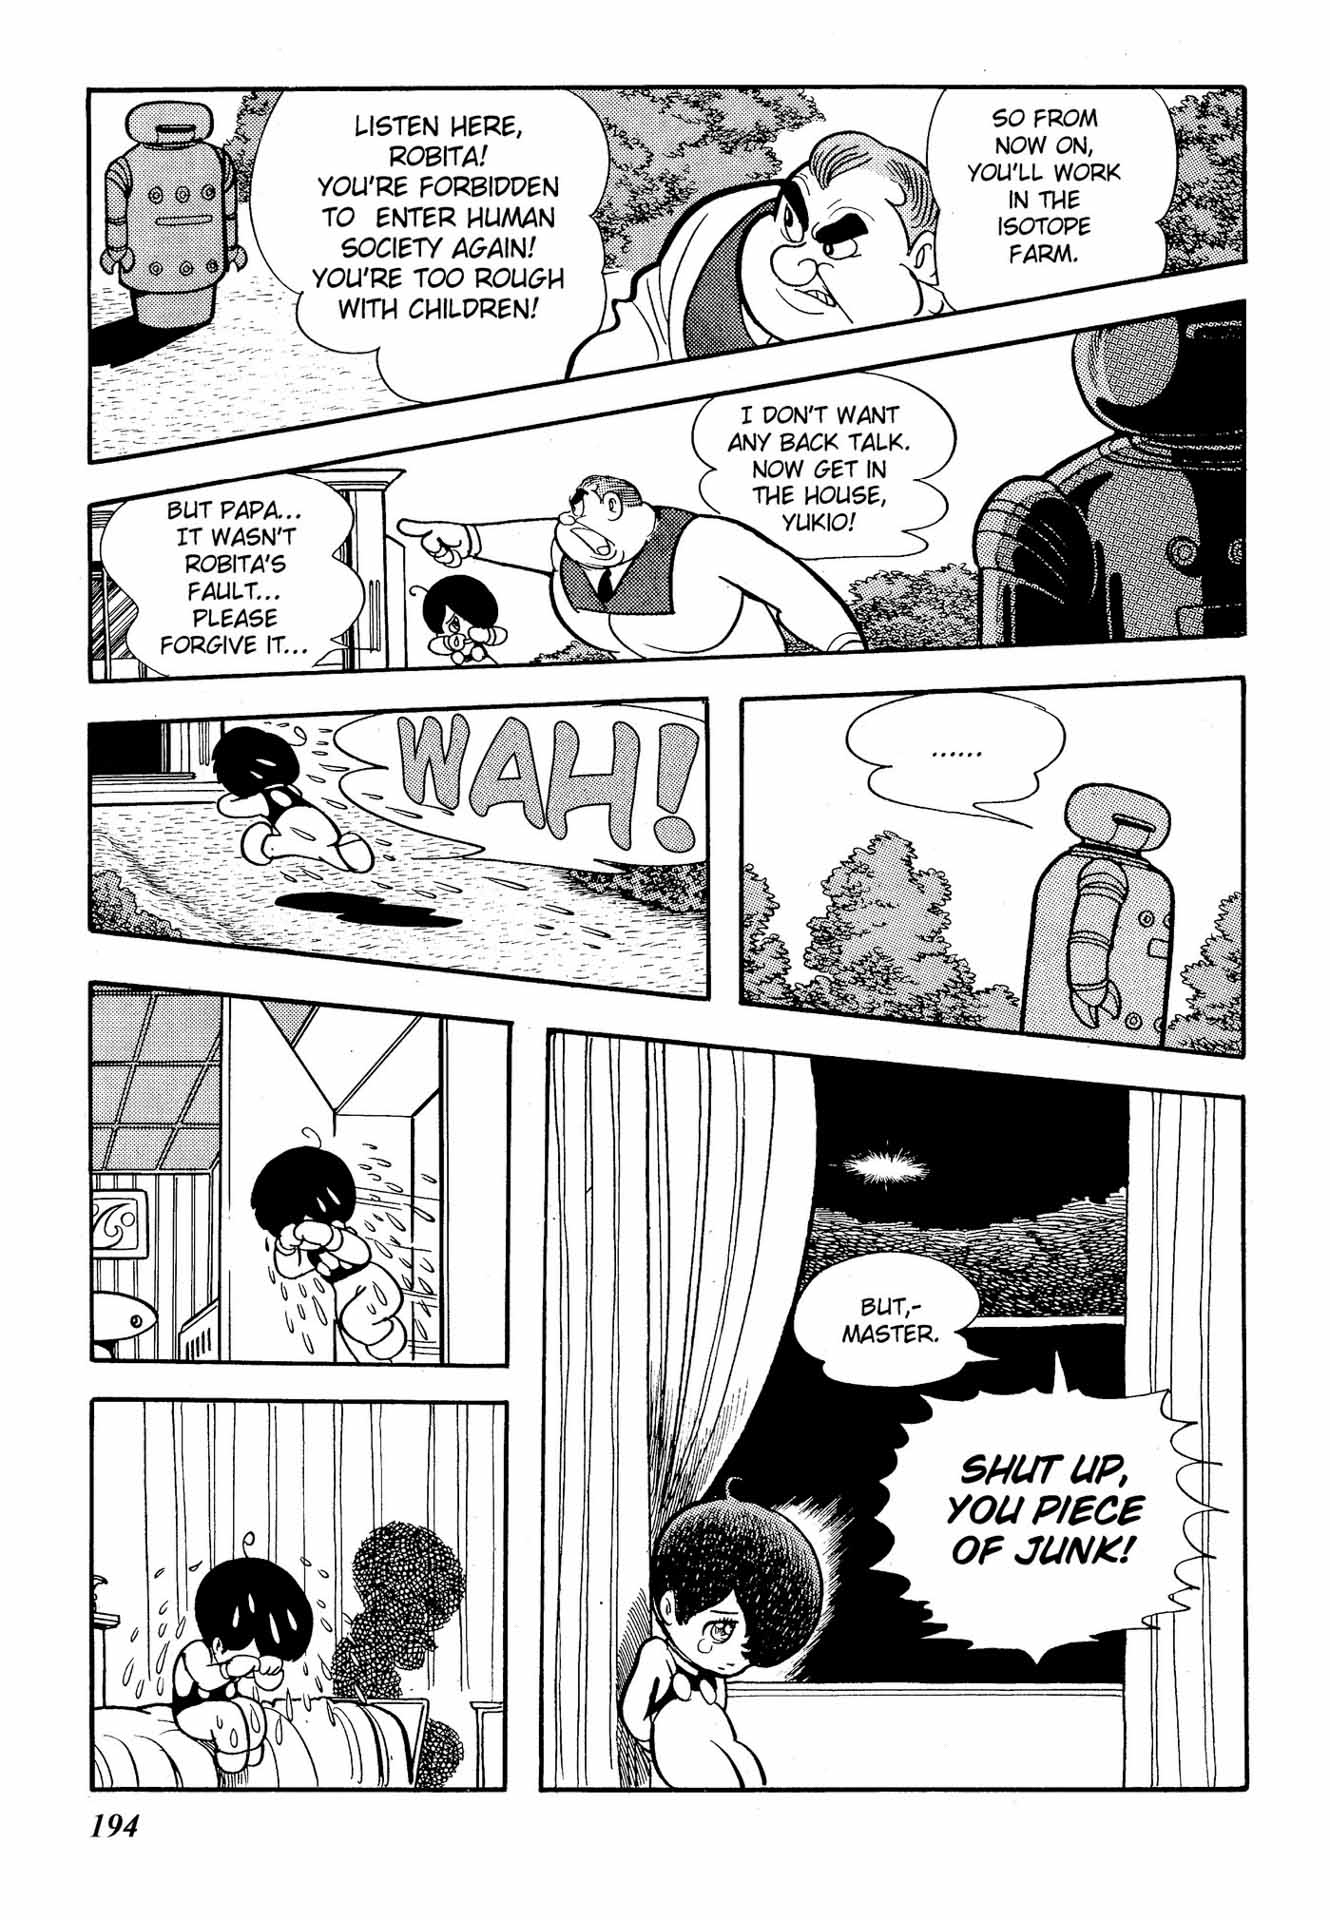 LISTEN HERE,
ROBITA!
YOU'RE FORBIDDEN
TO ENTER HUMAN
SOCIETY AGAIN!
YOU'RE TOO ROUGH
WITH CHILDREN!
SO FROM
NOW ON,
YOU'LL WORK
IN THE
ISOTOPE
FARM.
BUT PAPA...
IT WASN'T
ROBITA'S
FAULT...
PLEASE
FORGIVE IT...
I DON'T WANT
ANY BACK TALK.
NOW GET IN
THE HOUSE,
YUKIO!
WAH!
......
BUT,-
MASTER.
SHUT UP,
YOU PIECE
OF JUNK!
194